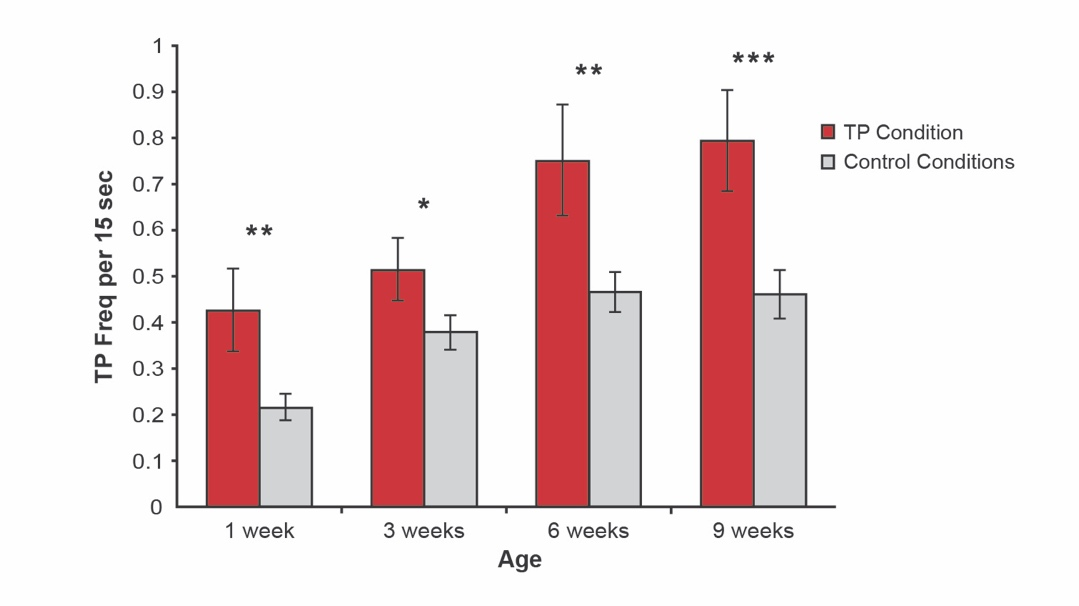 1
0.9
0.8
0.7
0.6
0.5
0.4
0.3
0.2
0.1
0
TP Freq per 15 sec
**
*
**
***
TP Condition
Control Conditions
1 week
3 weeks
6 weeks
9 weeks
Age